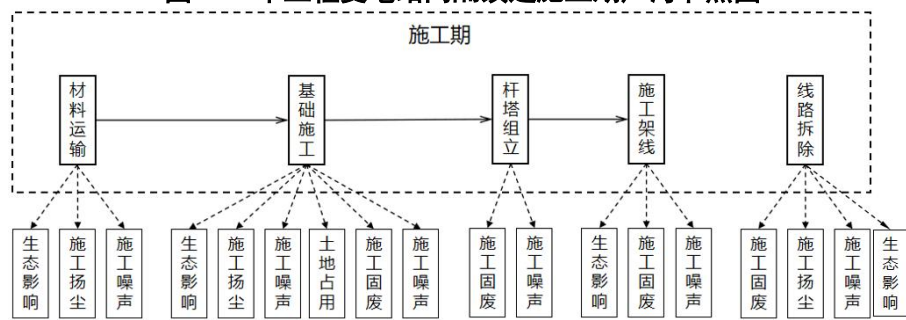 施工期
材料运输
基础施工
杆塔组立
施工架线
线路拆除
生态影响
施工扬尘
施工噪声
生态影响
施工扬尘
施工噪声
土地占用
施工固废
施工噪声
施工固废
施工噪声
生态影响
施工固废
施工噪声
施工固废
施工扬尘
施工噪声
生态影响